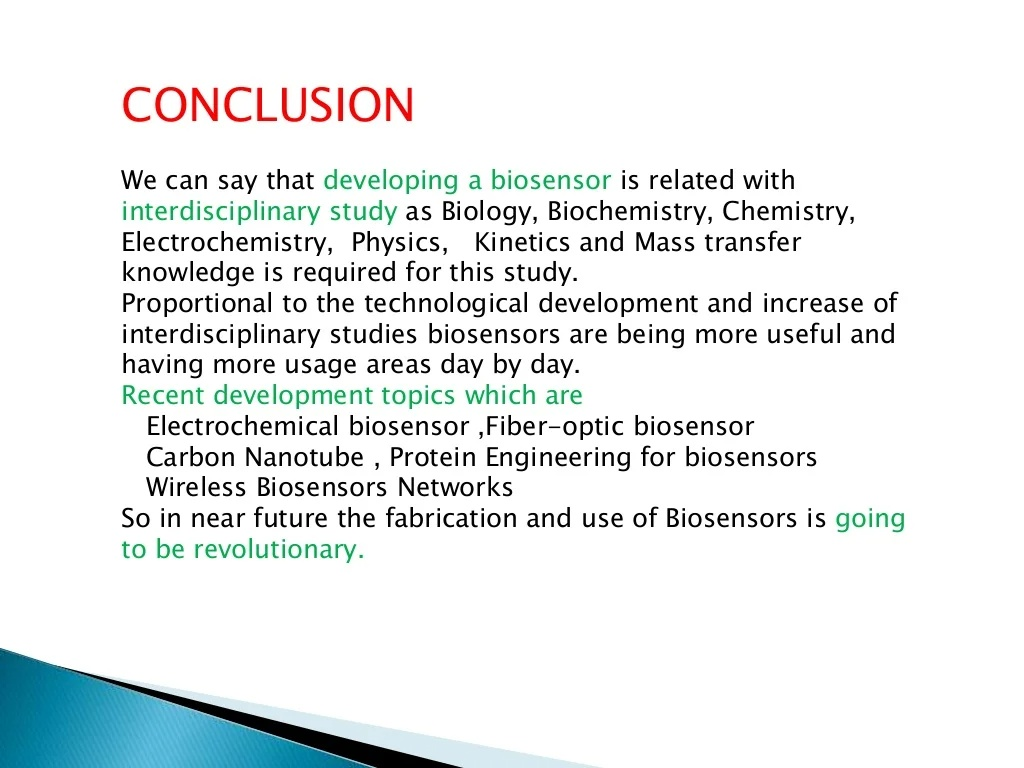 CONCLUSION
We can say that developing a biosensor is related with
interdisciplinary study as Biology, Biochemistry, Chemistry,
Electrochemistry,  Physics,   Kinetics and Mass transfer
knowledge is required for this study.
Proportional to the technological development and increase of
interdisciplinary studies biosensors are being more useful and
having more usage areas day by day.
Recent development topics which are
Electrochemical biosensor ,Fiber-optic biosensor
Carbon Nanotube , Protein Engineering for biosensors
Wireless Biosensors Networks
So in near future the fabrication and use of Biosensors is going
to be revolutionary.